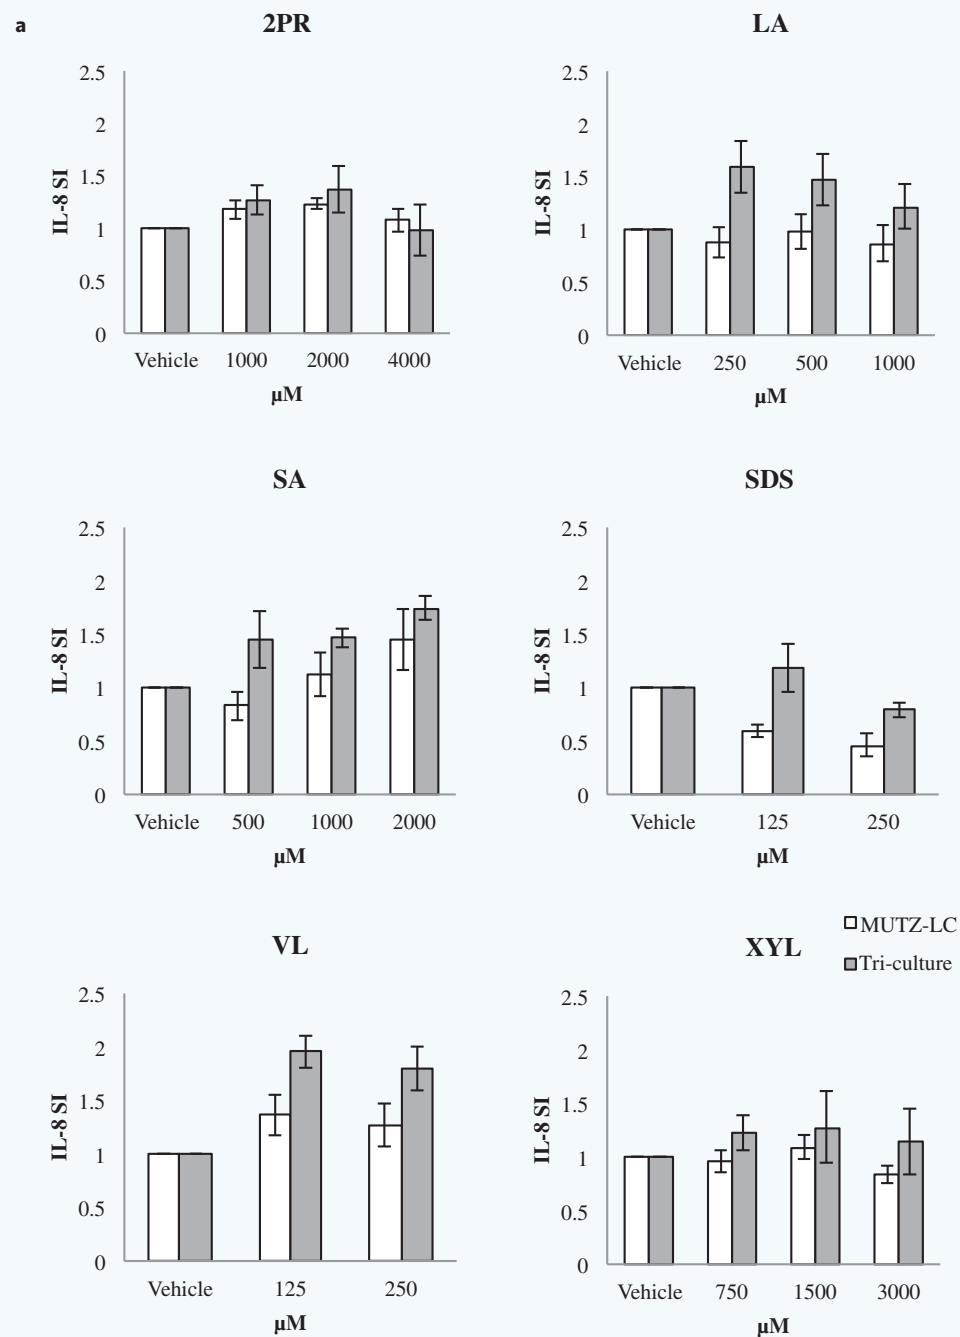 a
2PR
IL-8 SI
2.5
2
1.5
1
0.5
0
Vehicle 1000 2000 4000
µM
LA
IL-8 SI
2.5
2
1.5
1
0.5
0
Vehicle 250 500 1000
µM
SA
IL-8 SI
2.5
2
1.5
1
0.5
0
Vehicle 500 1000 2000
µM
SDS
IL-8 SI
2.5
2
1.5
1
0.5
0
Vehicle 125 250
µM
VL
IL-8 SI
2.5
2
1.5
1
0.5
0
Vehicle 125 250
µM
MUTZ-LC
Tri-culture
XYL
IL-8 SI
2.5
2
1.5
1
0.5
0
Vehicle 750 1500 3000
µM